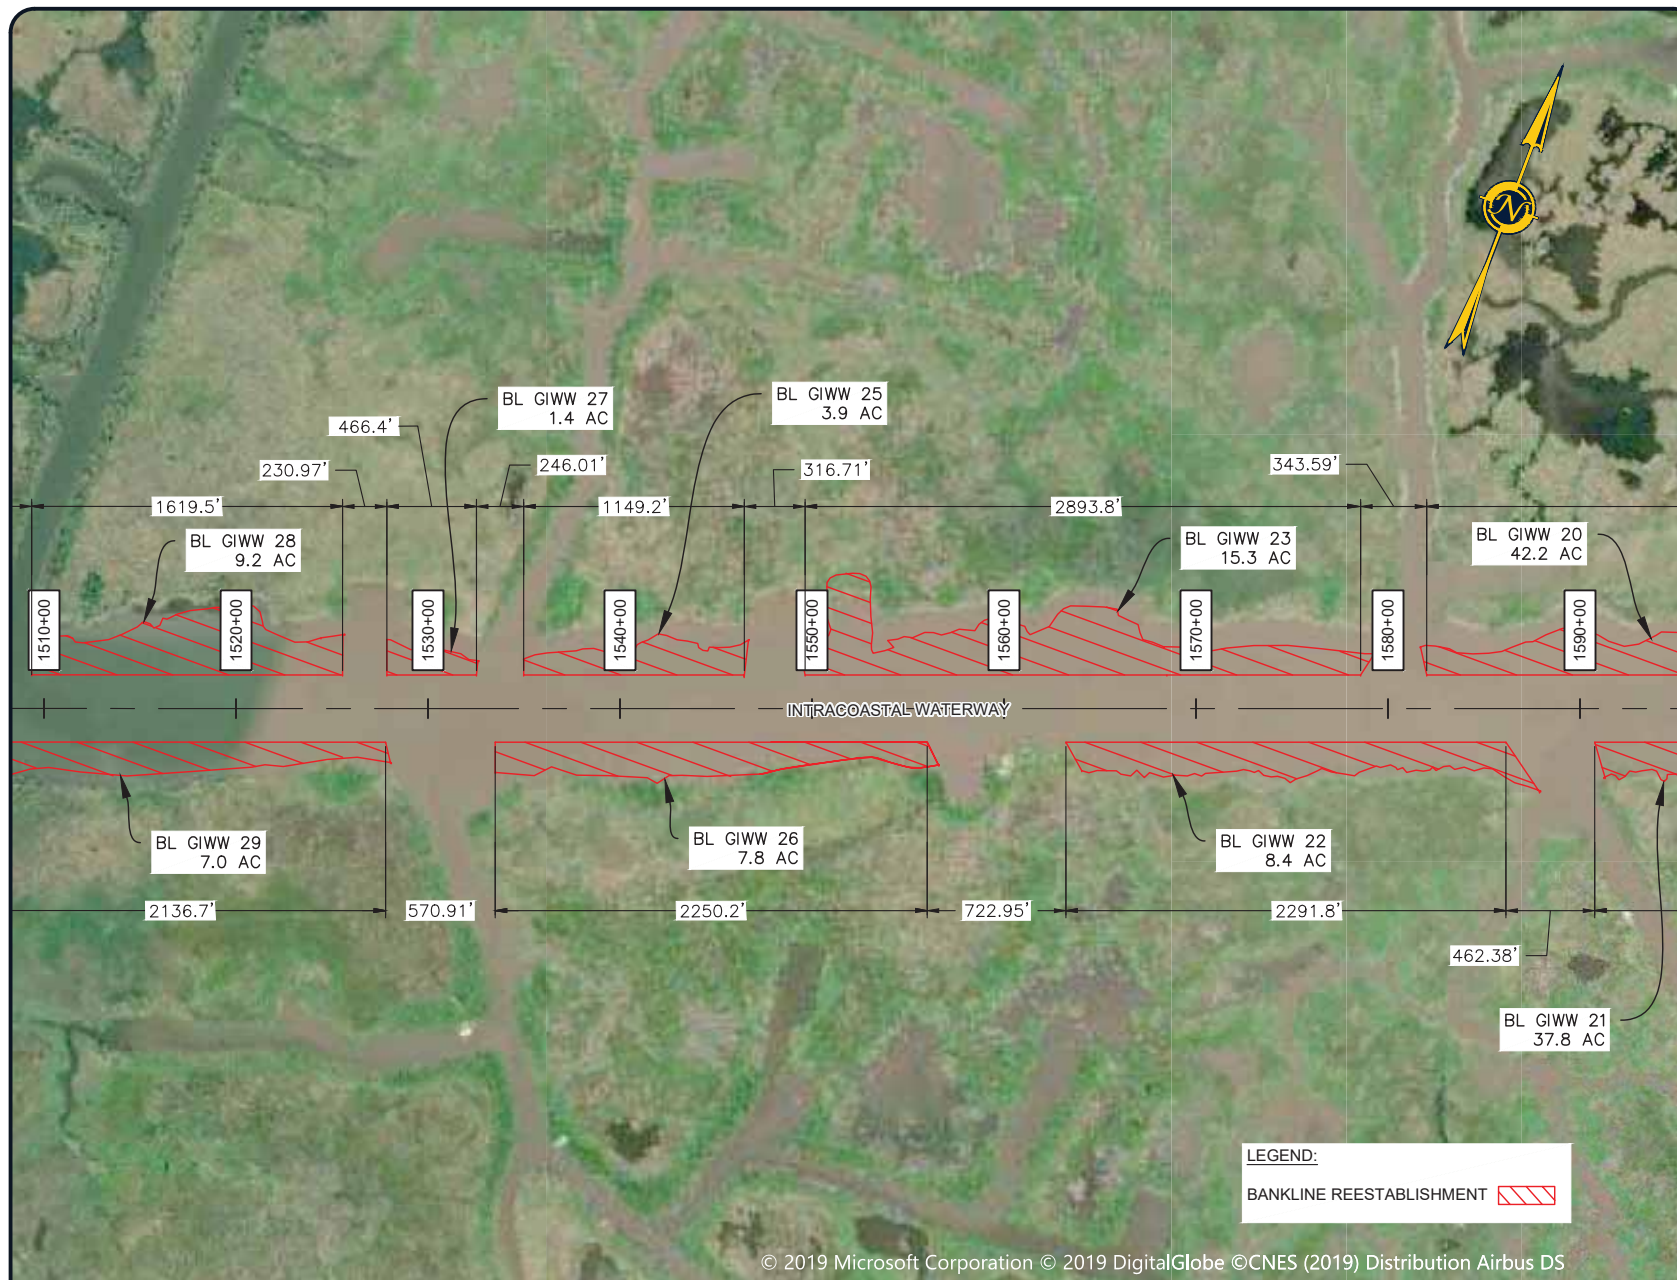 N
BL GIWW 27
1.4 AC
BL GIWW 25
3.9 AC
466.4'
230.97'
246.01'
316.71'
343.59'
1619.5'
1149.2'
2893.8'
BL GIWW 28
9.2 AC
BL GIWW 23
15.3 AC
BL GIWW 20
42.2 AC
1510+00
1520+00
1530+00
1540+00
1550+00
1560+00
1570+00
1580+00
1590+00
INTRACOASTAL WATERWAY
BL GIWW 29
7.0 AC
BL GIWW 26
7.8 AC
BL GIWW 22
8.4 AC
2136.7'
570.91'
2250.2'
722.95'
2291.8'
462.38'
BL GIWW 21
37.8 AC
LEGEND:
BANKLINE REESTABLISHMENT
© 2019 Microsoft Corporation © 2019 DigitalGlobe ©CNES (2019) Distribution Airbus DS